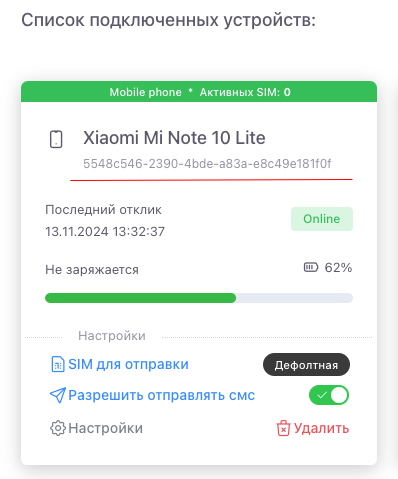 Список подключенных устройств:
Mobile phone * Активных SIM: 0
Xiaomi Mi Note 10 Lite
5548c546-2390-4bde-a83a-e8c49e181f0f
Последний отклик
13.11.2024 13:32:37
Online
Не заряжается
62%
Настройки
SIM для отправки
Дефолтная
Разрешить отправлять смс
Настройки
Удалить